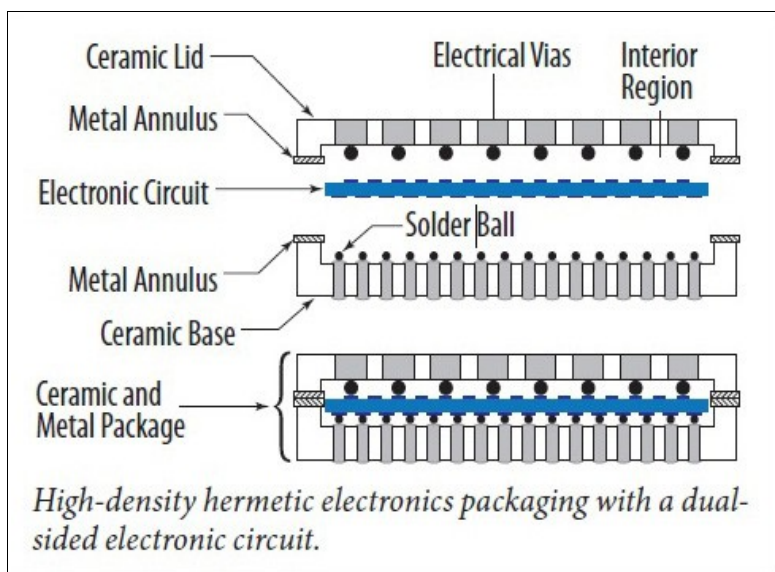 Ceramic Lid
Electrical Vias
Interior
Region
Metal Annulus
Electronic Circuit
Solder Ball
Metal Annulus
Ceramic Base
Ceramic and
Metal Package
High-density hermetic electronics packaging with a dual-
sided electronic circuit.